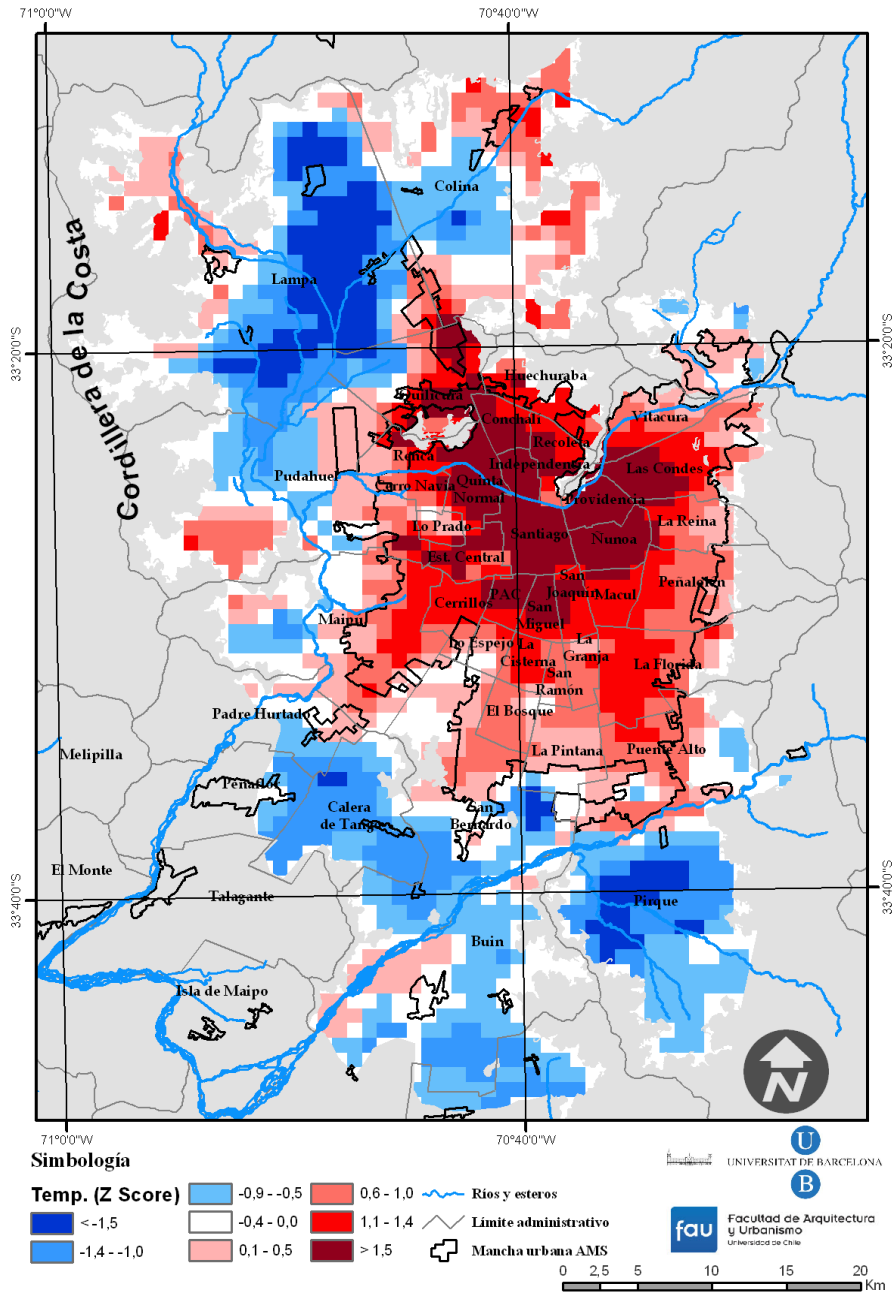 71°0'0"W
70°40'0"W
Cordillera de la Costa
Colina
Lampa
33°20'0"S
33°20'0"S
Huechuraba
Quilicura
Conchalí
Vitacura
Recoleta
Renca
Independencia
Las Condes
Pudahuel
Cerro Navia
Quinta
Normal
Providencia
Lo Prado
Santiago
Nunoa
La Reina
Est. Central
San
Joaquín
Macul
Peñalolén
Cerrillos
PAC
San
Miguel
Maipú
Lo Espejo
La
Cisterna
La
Granja
La Florida
San
Ramón
Padre Hurtado
El Bosque
Melipilla
La Pintana
Puente Alto
Peñaflor
Calera
de Tango
San
Bernardo
El Monte
Talagante
Pirque
33°40'0"S
33°40'0"S
Buin
Isla de Maipo
N
71°0'0"W
70°40'0"W
Simbología
Temp. (Z Score)
< -1,5
-1,4 - -1,0
-0,9 - -0,5
-0,4 - 0,0
0,1 - 0,5
0,6 - 1,0
1,1 - 1,4
> 1,5
Ríos y esteros
Límite administrativo
Mancha urbana AMS
U
UNIVERSITAT DE BARCELONA
B
fau
Facultad de Arquitectura
y Urbanismo
Universidad de Chile
0 2,5 5 10 15 20
Km